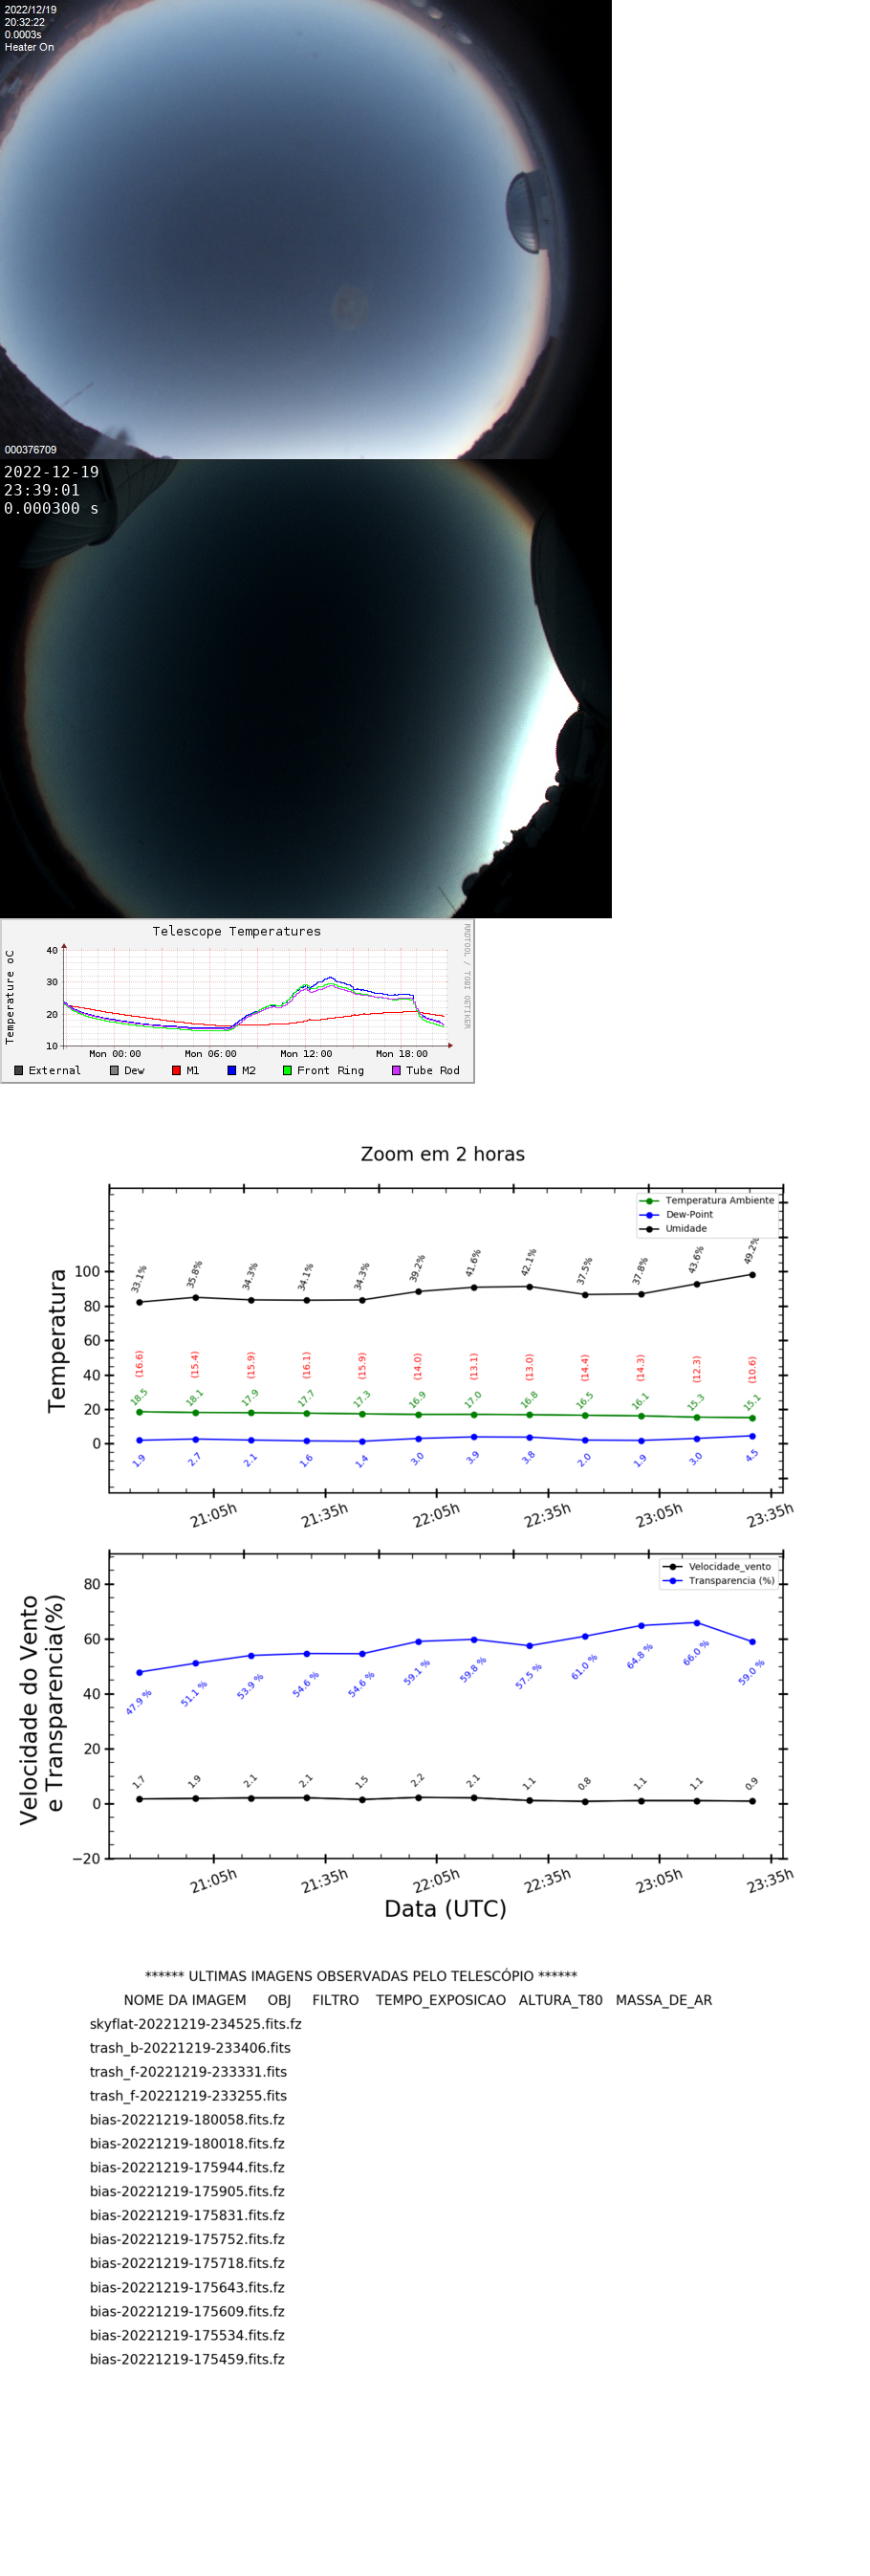 2022/12/19
20:32:22
0.0003s
Heater On
000376709
2022-12-19
23:39:01
0.000300 s
Telescope Temperatures
RRDTOOL / TOBI OETIKER
Temperature oC
40
30
20
10
Mon 00:00 Mon 06:00 Mon 12:00 Mon 18:00
External Dew M1 M2 Front Ring Tube Rod
Zoom em 2 horas
Temperatura Ambiente
Dew-Point
Umidade
Temperatura
100
80
60
40
20
0
33.1% 35.8% 34.3% 34.1% 34.3% 39.2% 41.6% 42.1% 37.5% 37.8% 43.6% 49.2%
(16.6) (15.4) (15.9) (16.1) (15.9) (14.0) (13.1) (13.0) (14.4) (14.3) (12.3) (10.6)
18.5 18.1 17.9 17.7 17.3 16.9 17.0 16.8 16.5 16.1 15.3 15.1
1.9 2.7 2.1 1.6 1.4 3.0 3.9 3.8 2.0 1.9 3.0 4.5
21:05h 21:35h 22:05h 22:35h 23:05h 23:35h
Velocidade_vento
Transparencia (%)
Velocidade do Vento
e Transparencia(%)
80
60
40
20
0
−20
47.9 % 51.1 % 53.9 % 54.6 % 54.6 % 59.1 % 59.8 % 57.5 % 61.0 % 64.8 % 66.0 % 59.0 %
1.7 1.9 2.1 2.1 1.5 2.2 2.1 1.1 0.8 1.1 1.1 0.9
21:05h 21:35h 22:05h 22:35h 23:05h 23:35h
Data (UTC)
****** ULTIMAS IMAGENS OBSERVADAS PELO TELESCÓPIO ******
NOME DA IMAGEM OBJ FILTRO TEMPO_EXPOSICAO ALTURA_T80 MASSA_DE_AR
skyflat-20221219-234525.fits.fz
trash_b-20221219-233406.fits
trash_f-20221219-233331.fits
trash_f-20221219-233255.fits
bias-20221219-180058.fits.fz
bias-20221219-180018.fits.fz
bias-20221219-175944.fits.fz
bias-20221219-175905.fits.fz
bias-20221219-175831.fits.fz
bias-20221219-175752.fits.fz
bias-20221219-175718.fits.fz
bias-20221219-175643.fits.fz
bias-20221219-175609.fits.fz
bias-20221219-175534.fits.fz
bias-20221219-175459.fits.fz